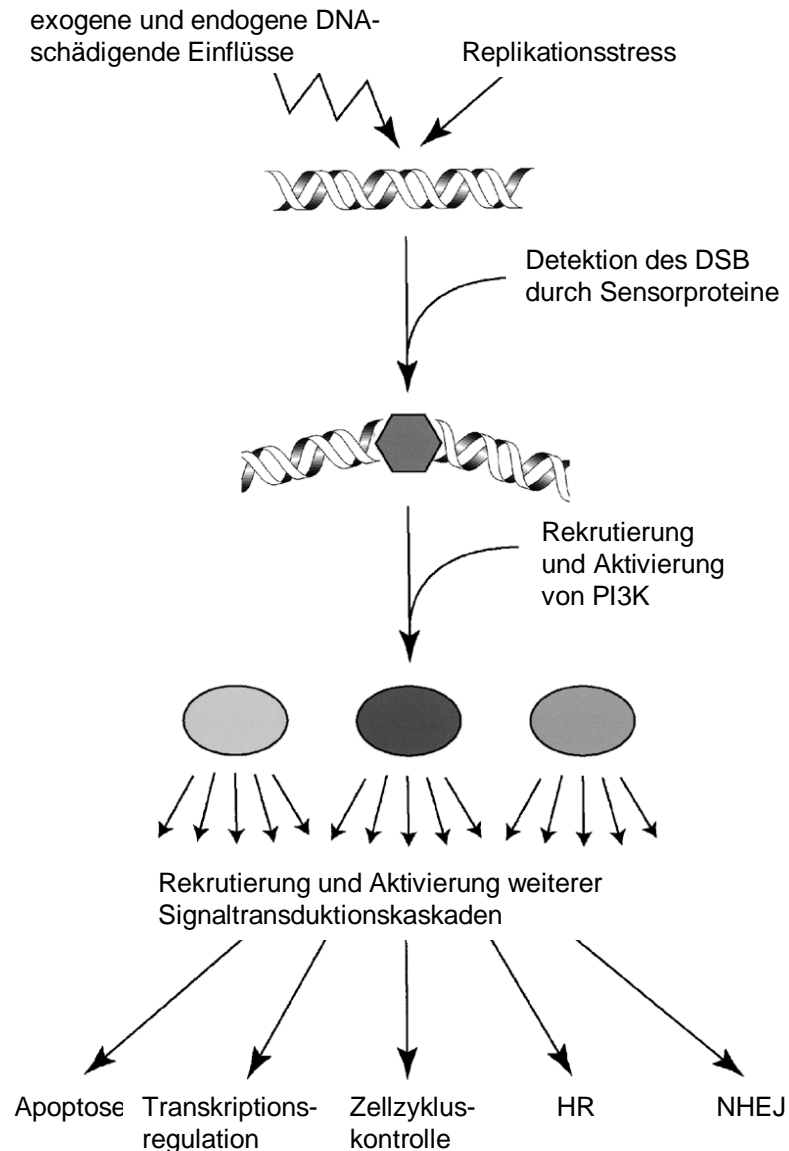 exogene und endogene DNA-
schädigende Einflüsse
Replikationsstress
Detektion des DSB
durch Sensorproteine
Rekrutierung
und Aktivierung
von PI3K
Rekrutierung und Aktivierung weiterer
Signaltransduktionskaskaden
Apoptose
Transkriptions-
regulation
Zellzyklus-
kontrolle
HR
NHEJ